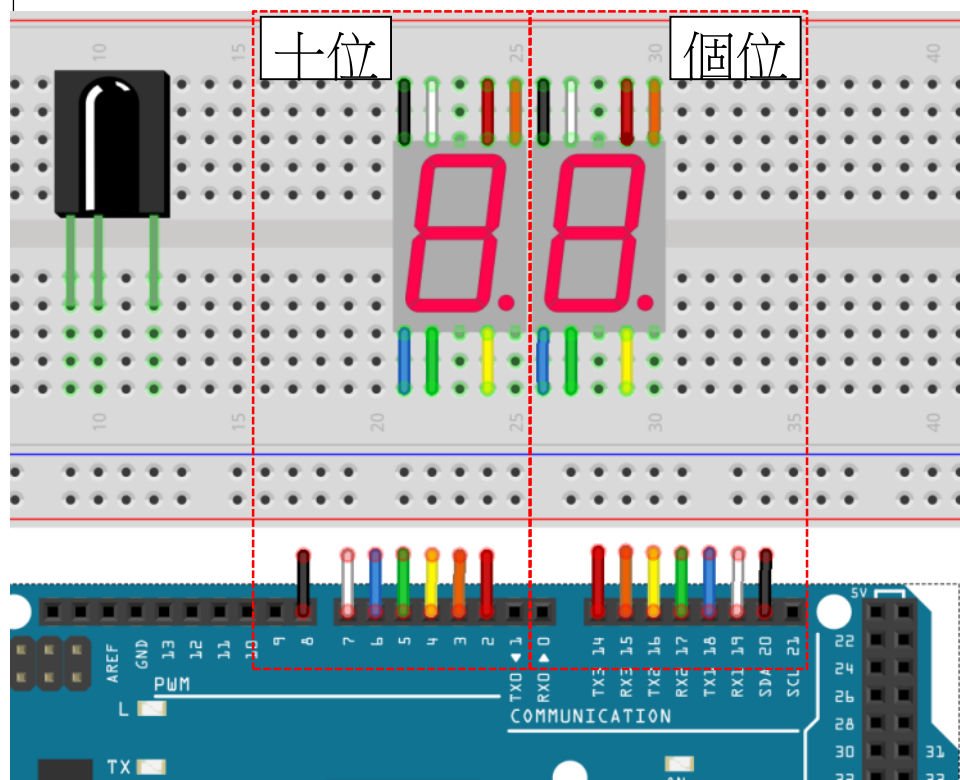 十位
個位
10
15
25
30
40
10
15
20
25
30
35
40
5V
AREF
GND
13
12
11
10
9
8
7
6
5
4
3
2
TX0 ◄ 1
RX0 ► 0
TX3 14
RX3 15
TX2 16
RX2 17
TX1 18
RX1 19
SDA 20
SCL 21
22
24
26
28
30
31
PWM
COMMUNICATION
L
TX